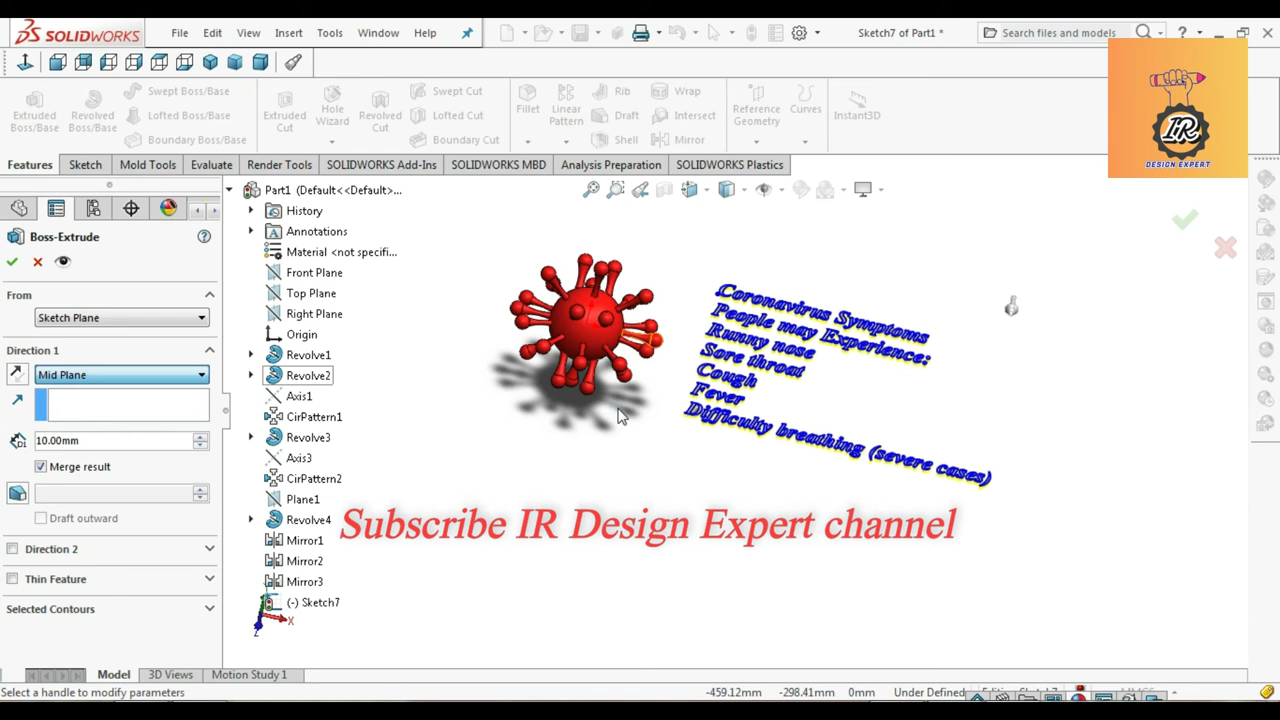 SOLIDWORKS
File Edit View Insert Tools Window Help
Sketch7 of Part1 *
Search files and models
Extruded Boss/Base
Revolved Boss/Base
Swept Boss/Base
Lofted Boss/Base
Boundary Boss/Base
Extruded Cut
Hole Wizard
Revolved Cut
Swept Cut
Lofted Cut
Boundary Cut
Fillet
Linear Pattern
Rib
Draft
Shell
Wrap
Intersect
Mirror
Reference Geometry
Curves
Instant3D
IR
DESIGN EXPERT
Features Sketch Mold Tools Evaluate Render Tools SOLIDWORKS Add-Ins SOLIDWORKS MBD Analysis Preparation SOLIDWORKS Plastics
Boss-Extrude
From
Sketch Plane
Direction 1
Mid Plane
10.00mm
Merge result
Draft outward
Direction 2
Thin Feature
Selected Contours
Part1 (Default<<Default>...
History
Annotations
Material <not specifi...
Front Plane
Top Plane
Right Plane
Origin
Revolve1
Revolve2
Axis1
CirPattern1
Revolve3
Axis3
CirPattern2
Plane1
Revolve4
Mirror1
Mirror2
Mirror3
(-) Sketch7
X
Z
.Coronavirus Symptoms
People may Experience:
Runny nose
Sore throat
Cough
Fever
Difficulty breathing (severe cases)
Subscribe IR Design Expert channel
Model 3D Views Motion Study 1
Select a handle to modify parameters
-459.12mm -298.41mm 0mm Under Defined